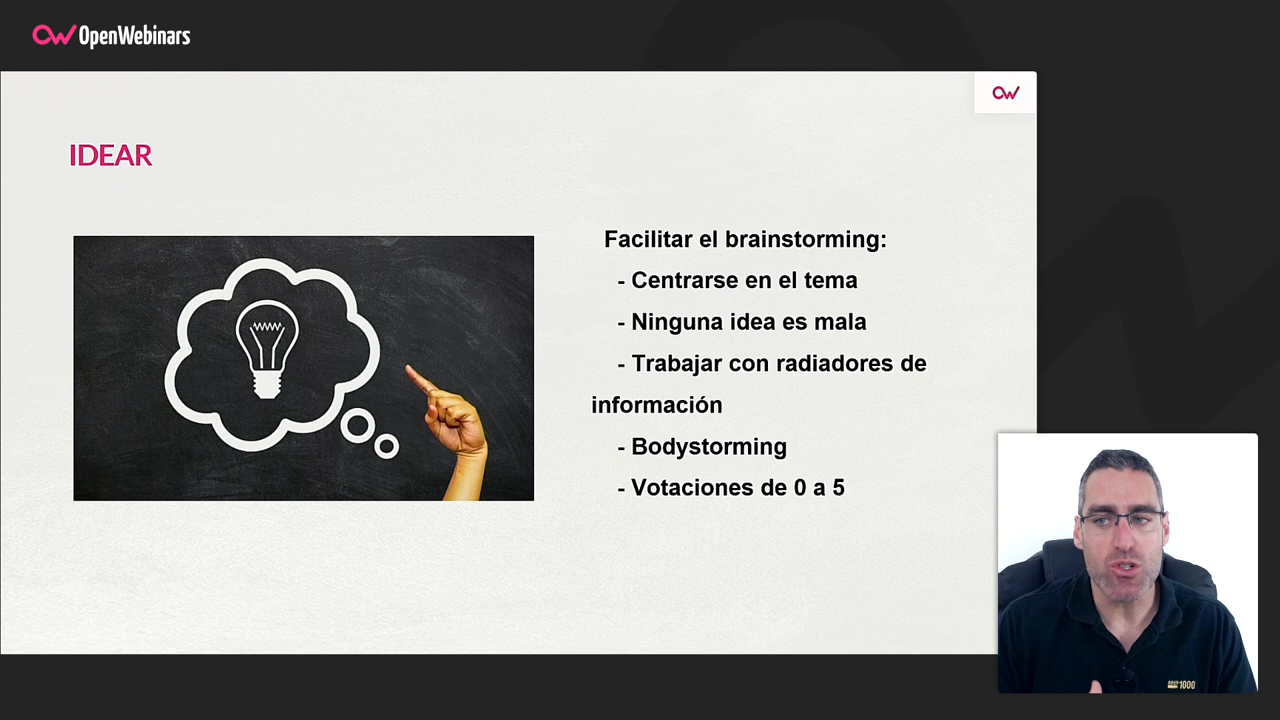 OpenWebinars
IDEAR
Facilitar el brainstorming:
- Centrarse en el tema
- Ninguna idea es mala
- Trabajar con radiadores de
información
- Bodystorming
- Votaciones de 0 a 5
1000